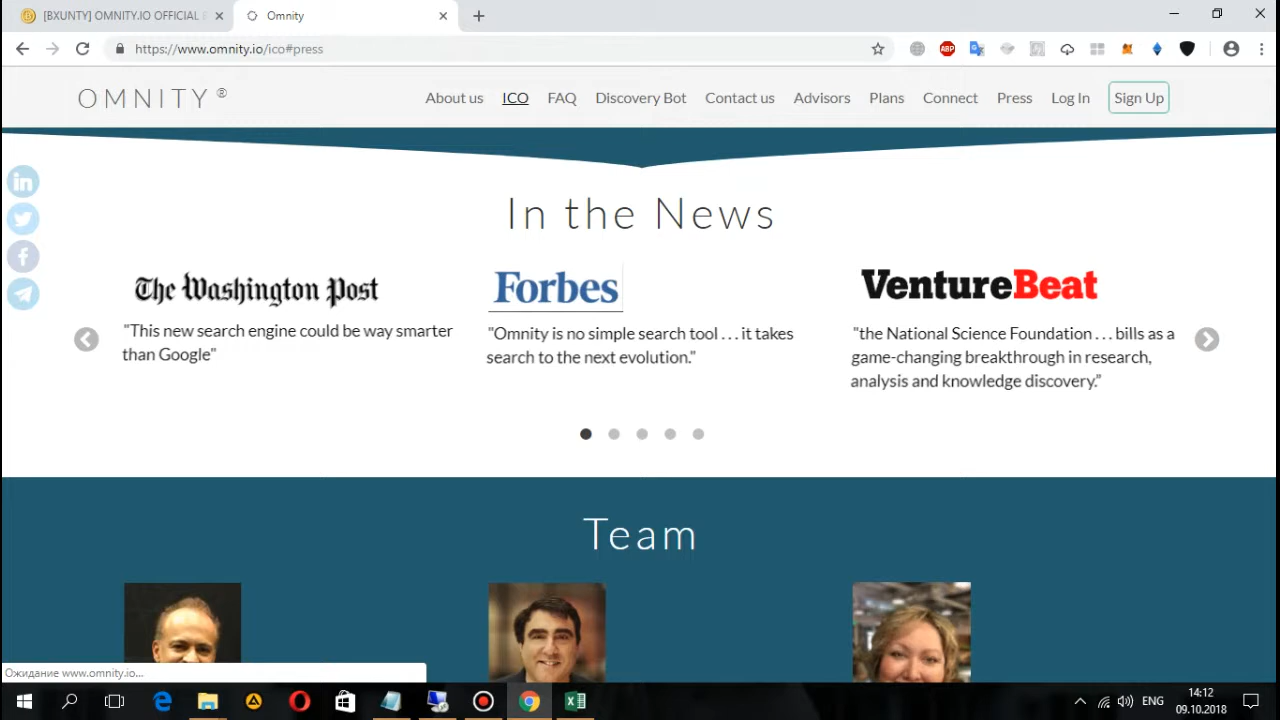 [BXUNTY] OMNITY.IO OFFICIAL
Omnity
https://www.omnity.io/ico#press
ABP
OMNITY ®
About us ICO FAQ Discovery Bot Contact us Advisors Plans Connect Press Log In Sign Up
In the News
The Washington Post
"This new search engine could be way smarter
than Google"
Forbes
"Omnity is no simple search tool . . . it takes
search to the next evolution."
VentureBeat
"the National Science Foundation . . . bills as a
game-changing breakthrough in research,
analysis and knowledge discovery."
Team
Ожидание www.omnity.io...
ENG
14:12
09.10.2018